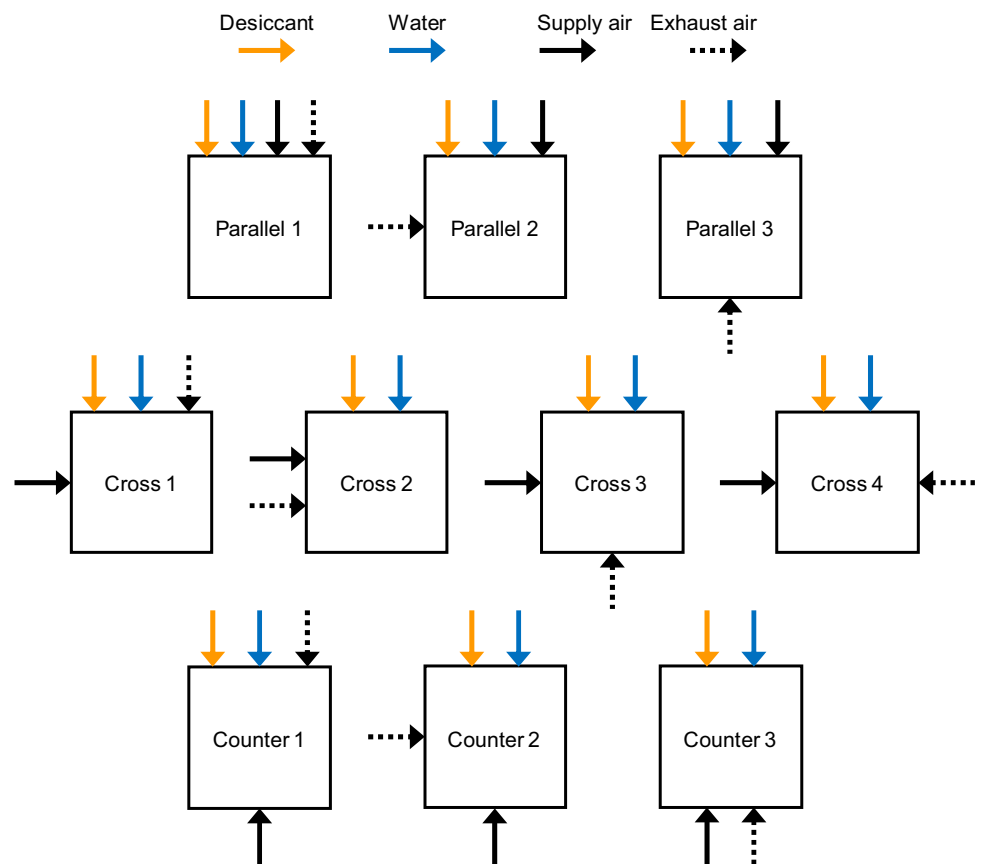 Desiccant Water Supply air Exhaust air
Parallel 1 Parallel 2 Parallel 3
Cross 1 Cross 2 Cross 3 Cross 4
Counter 1 Counter 2 Counter 3